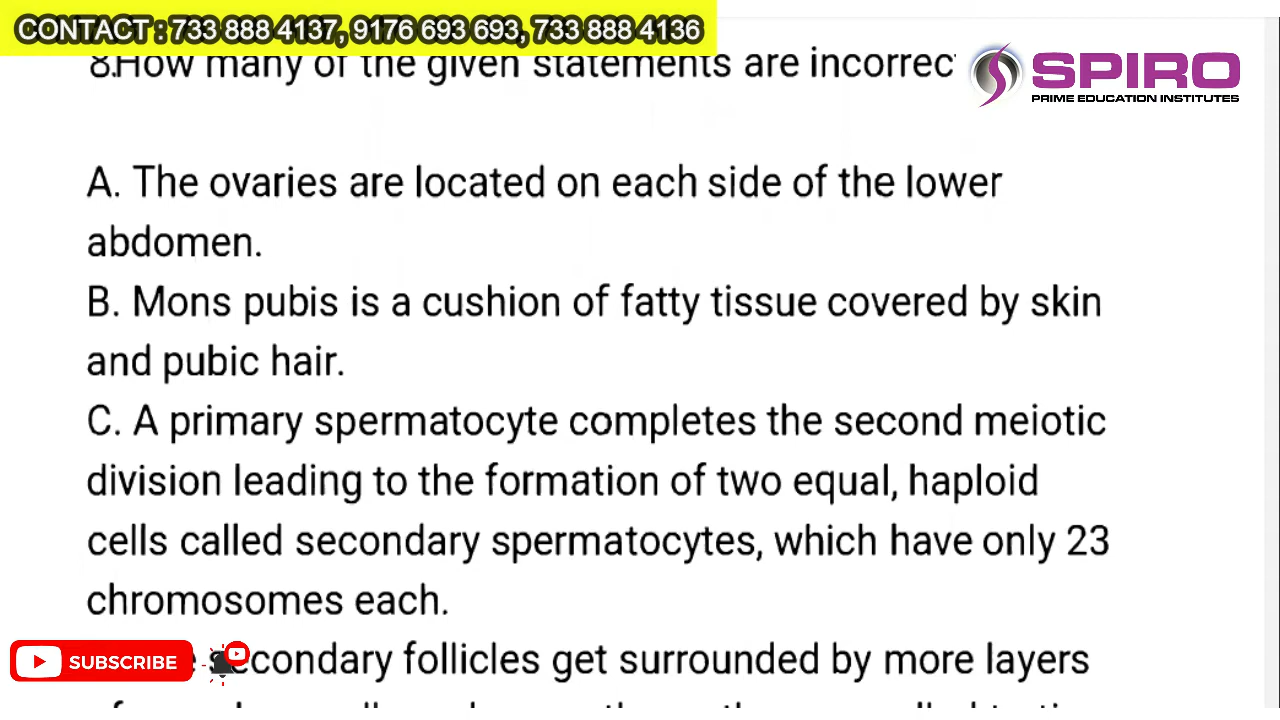 CONTACT : 733 888 4137, 9176 693 693, 733 888 4136
8.How many of the given statements are incorrec
SPIRO
PRIME EDUCATION INSTITUTES
A. The ovaries are located on each side of the lower
abdomen.
B. Mons pubis is a cushion of fatty tissue covered by skin
and pubic hair.
C. A primary spermatocyte completes the second meiotic
division leading to the formation of two equal, haploid
cells called secondary spermatocytes, which have only 23
chromosomes each.
secondary follicles get surrounded by more layers
SUBSCRIBE